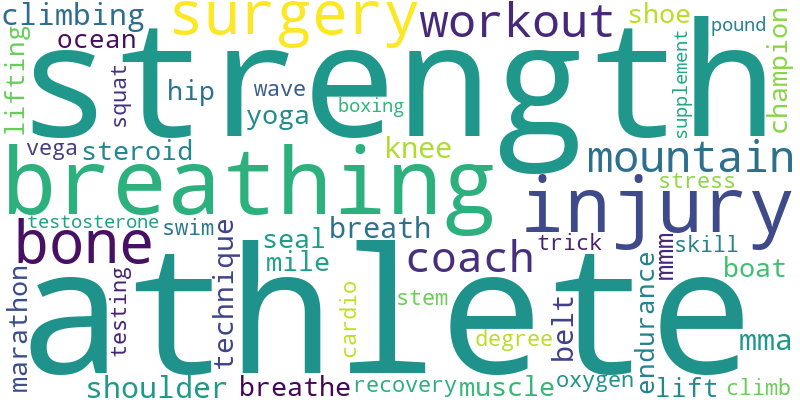 climbing
surgery
workout
shoe
pound
lifting
ocean
strength
champion
squat
hip
wave
yoga
boxing
supplement
vega
steroid
knee
mountain
breathing
stress
injury
testosterone
swim
breath
bone
seal
coach
trick
skill
mmm
mile
technique
boat
marathon
testing
athlete
cardio
stem
belt
endurance
degree
mma
shoulder
breathe
recovery
muscle
oxygen
lift
climb